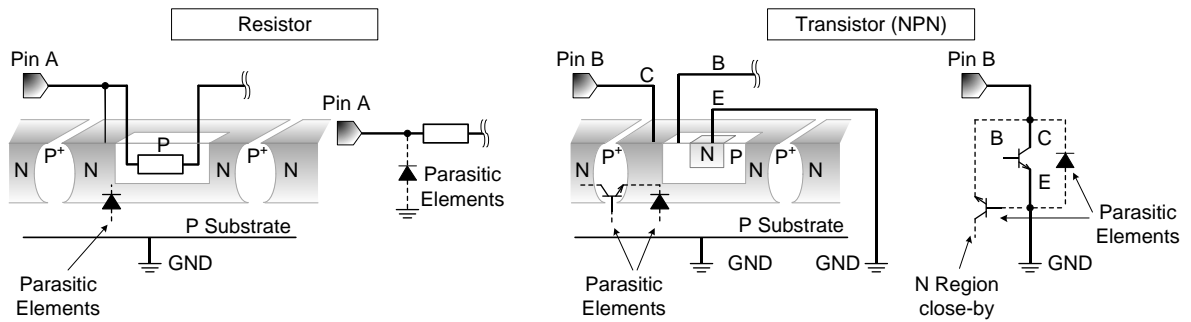 Resistor
Transistor (NPN)
Pin A
Pin B
Pin B
C
B
E
Pin A
P
N
P+
N
N
P+
N
Parasitic
Elements
N
P+
N
N
P
P+
N
B
C
E
P Substrate
GND
Parasitic
Elements
P Substrate
GND
GND
Parasitic
Elements
Parasitic
Elements
GND
N Region
close-by